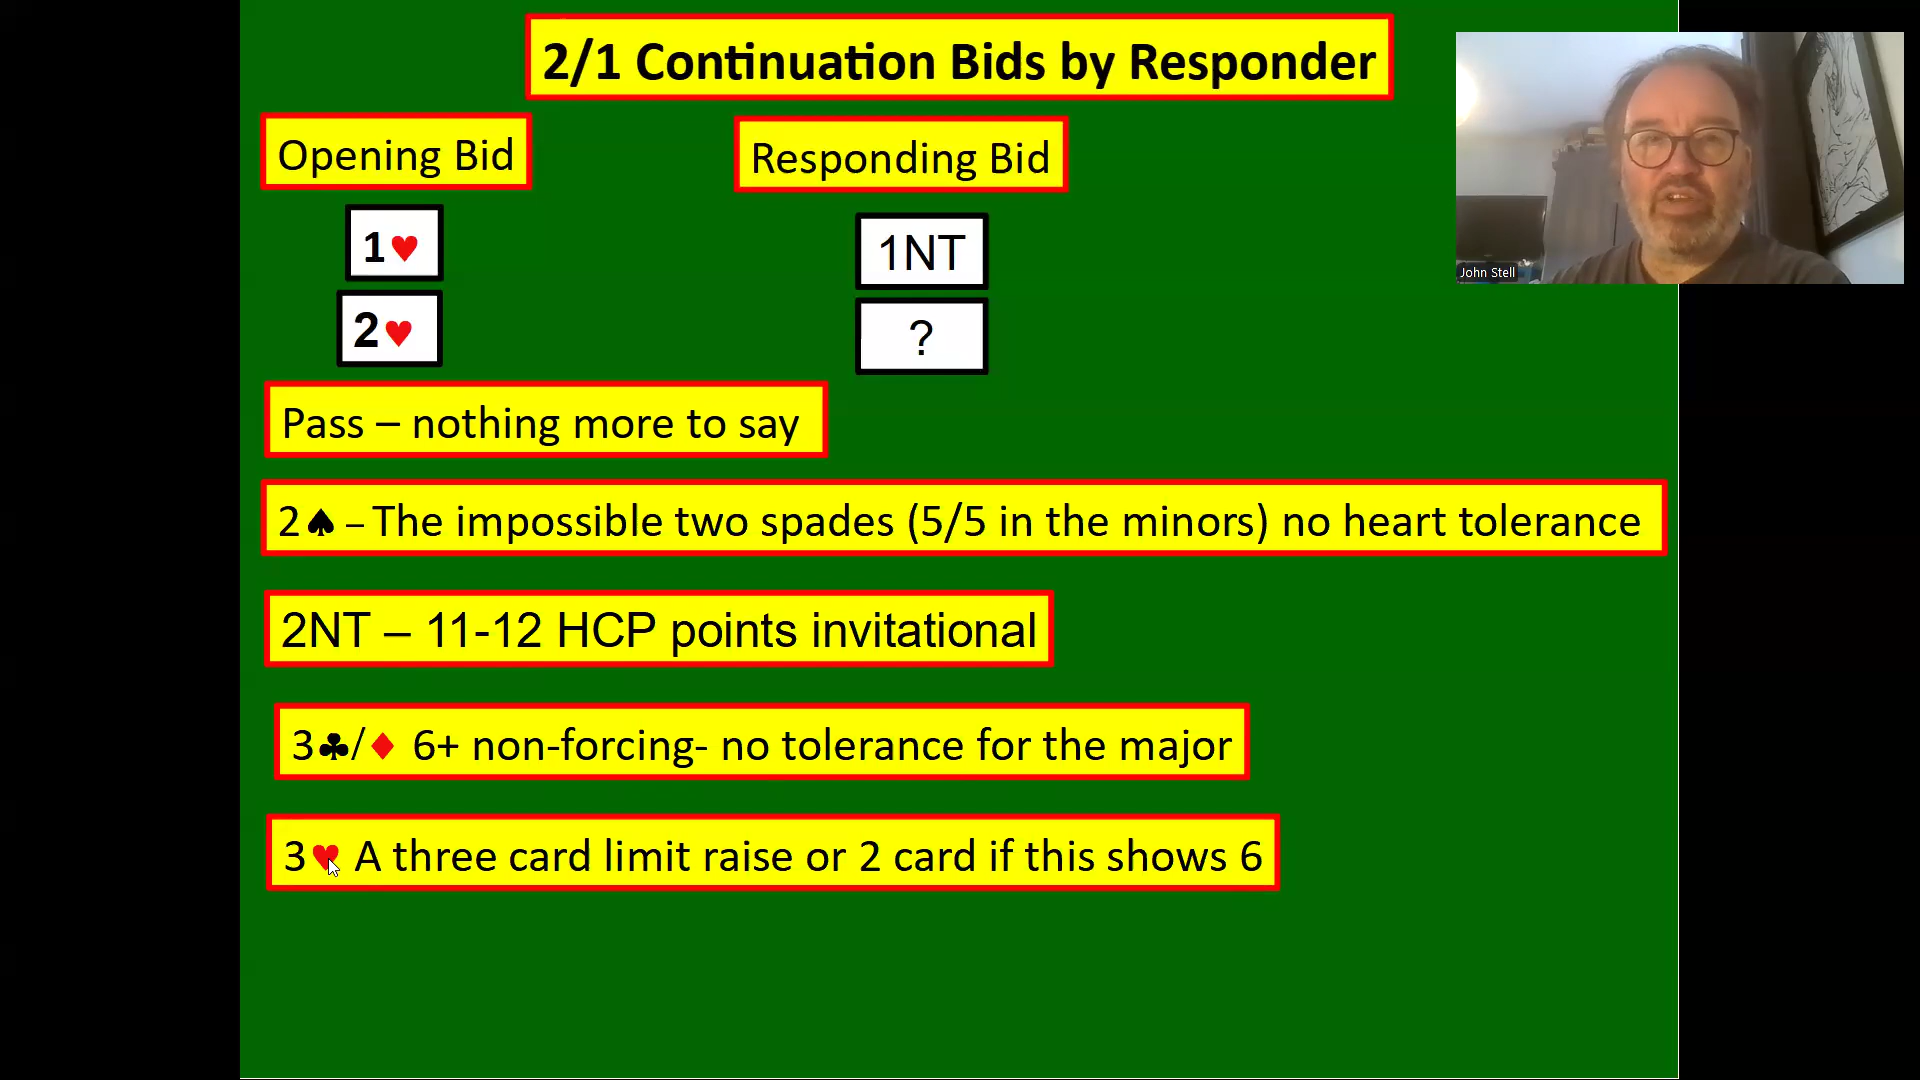 2/1 Continuation Bids by Responder
Opening Bid
Responding Bid
1♥
1NT
2♥
?
Pass – nothing more to say
2♠ – The impossible two spades (5/5 in the minors) no heart tolerance
2NT – 11-12 HCP points invitational
3♣/♦ 6+ non-forcing- no tolerance for the major
3♥ A three card limit raise or 2 card if this shows 6
John Stell